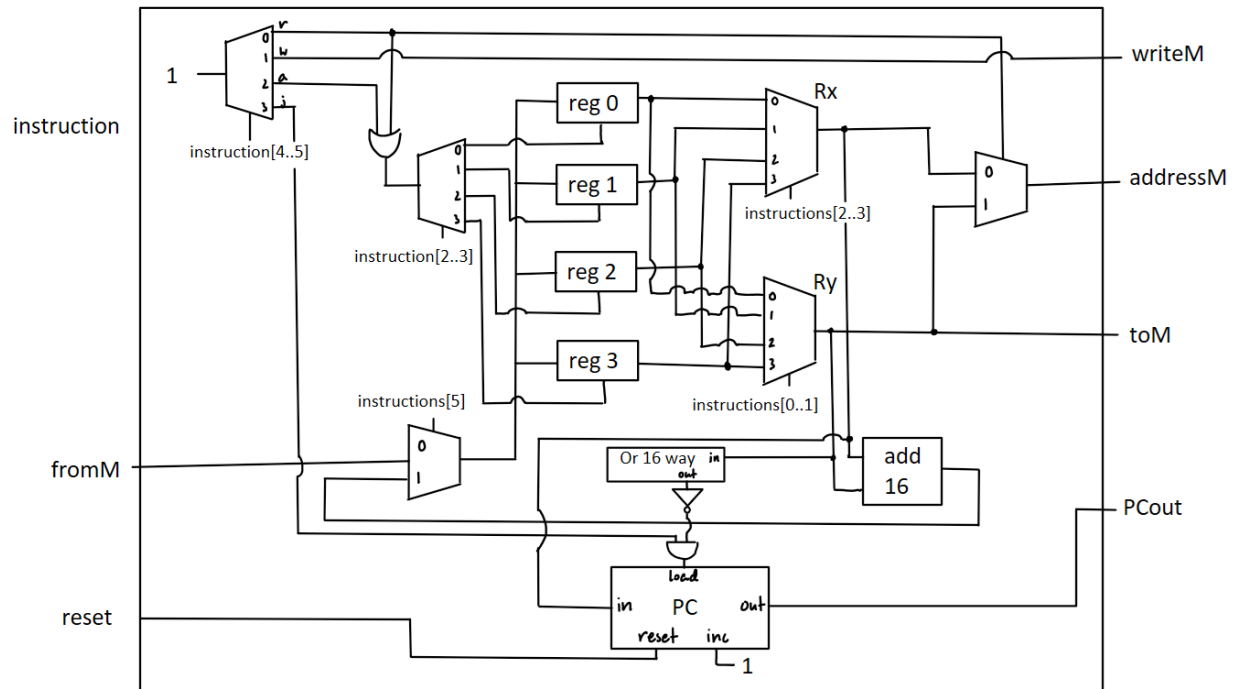 r
0
w
1
writeM
1
a
2
j
3
instruction
instruction[4..5]
reg 0
Rx
0
1
2
3
instructions[2..3]
0
1
2
3
instruction[2..3]
reg 1
reg 2
reg 3
0
1
addressM
Ry
0
1
2
3
instructions[0..1]
toM
instructions[5]
0
1
fromM
Or 16 way in
out
add
16
PCout
load
in PC out
reset inc
reset
1